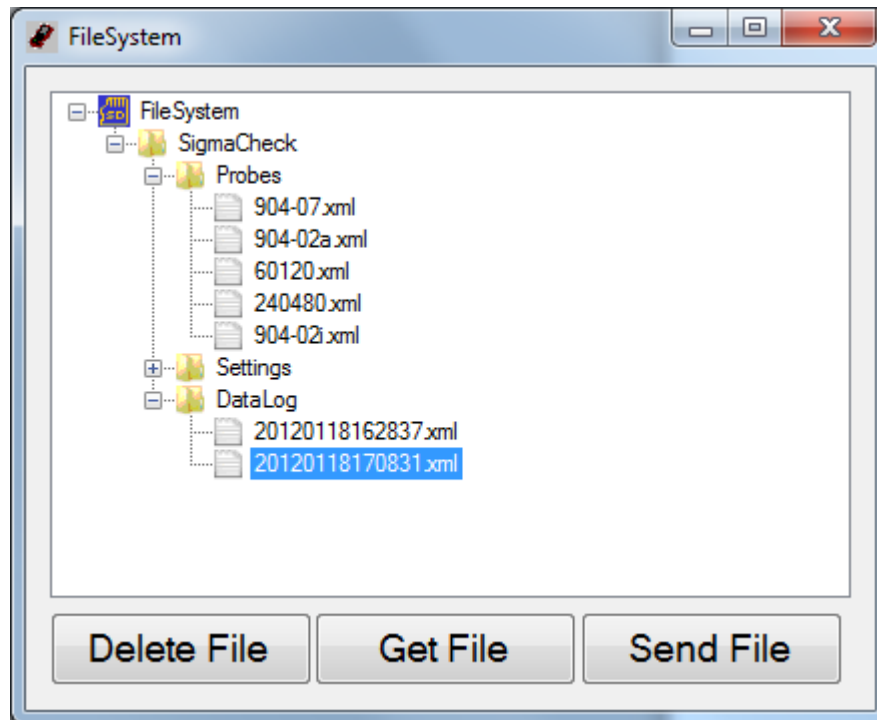 FileSystem
FileSystem
SigmaCheck
Probes
904-07.xml
904-02a.xml
60120.xml
240480.xml
904-02i.xml
Settings
DataLog
20120118162837.xml
20120118170831.xml
Delete File Get File Send File